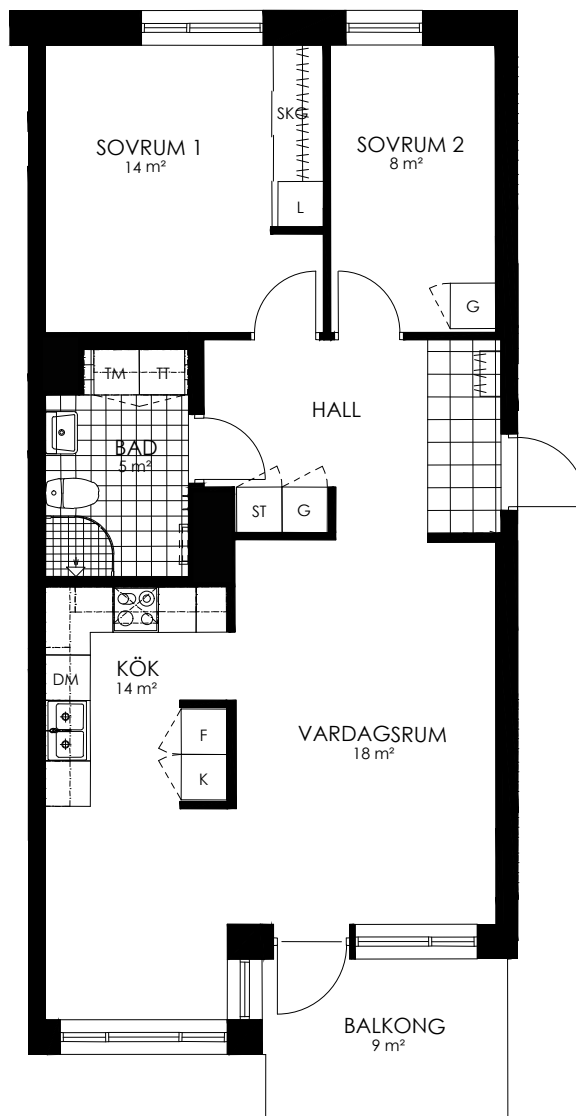 SKG
SOVRUM 1
14 m²
SOVRUM 2
8 m²
L
G
TM
TT
HALL
BAD
5 m²
ST
G
KÖK
14 m²
DM
F
K
VARDAGSRUM
18 m²
BALKONG
9 m²